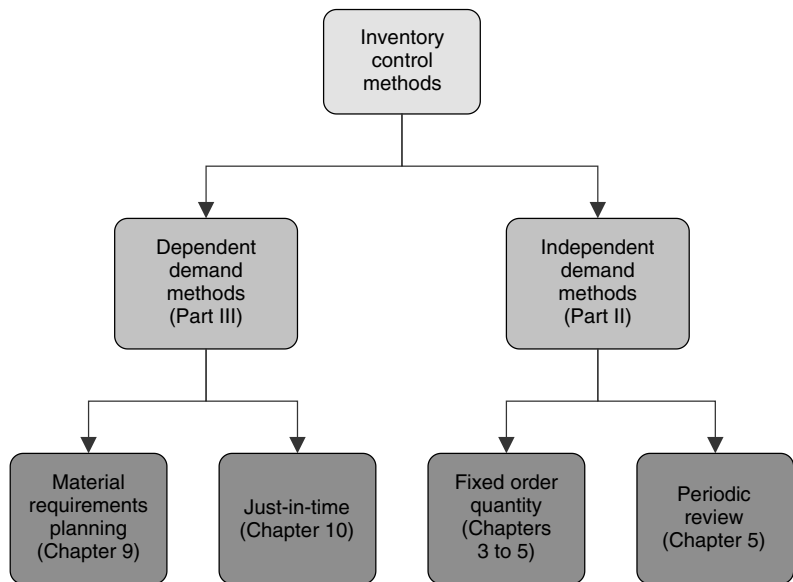 Inventory
control
methods
Dependent
demand
methods
(Part III)
Independent
demand
methods
(Part II)
Material
requirements
planning
(Chapter 9)
Just-in-time
(Chapter 10)
Fixed order
quantity
(Chapters
3 to 5)
Periodic
review
(Chapter 5)